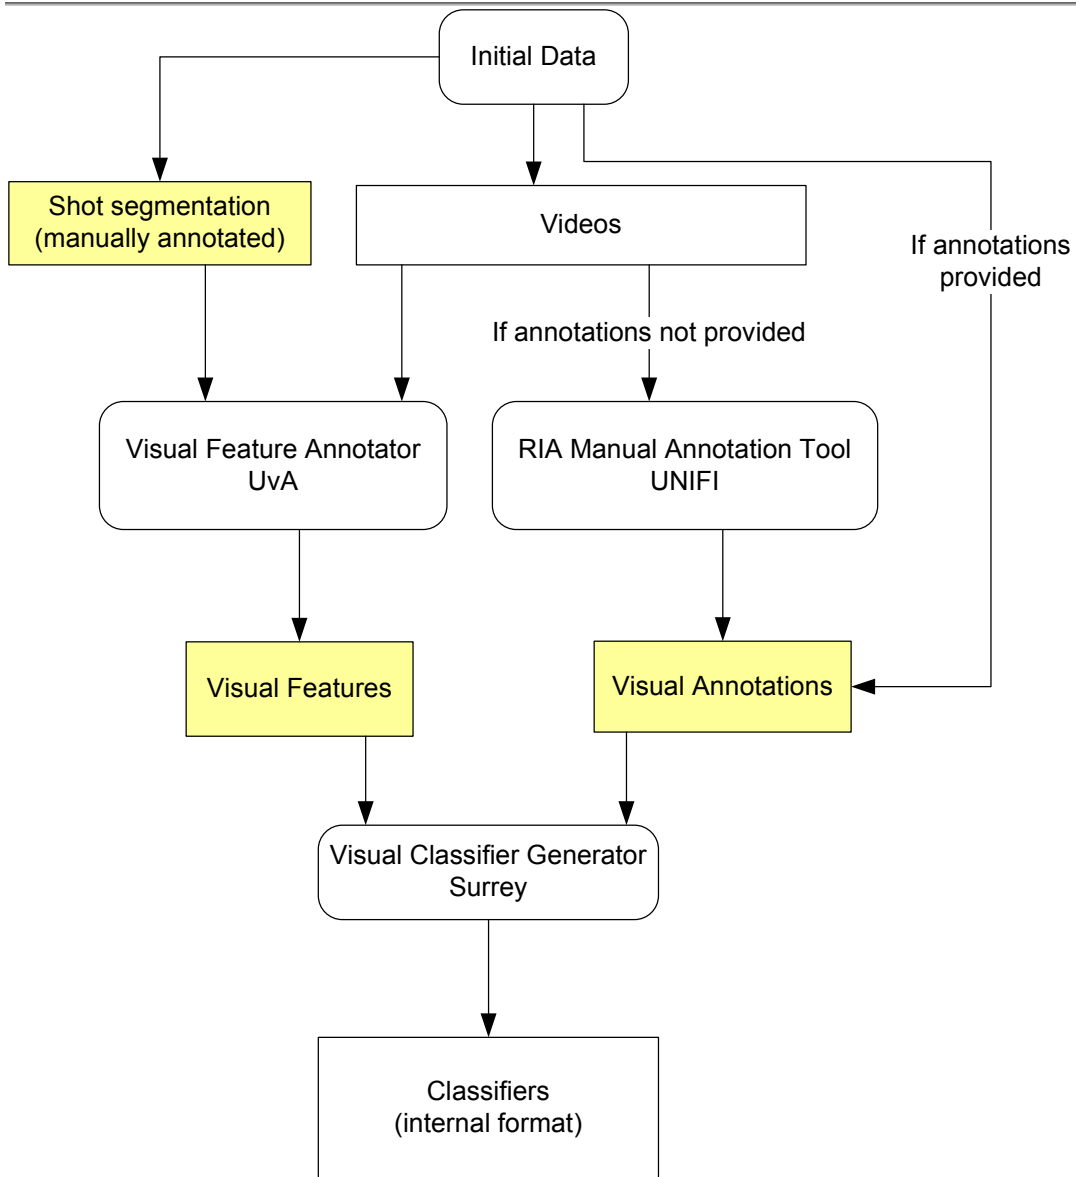 Initial Data
Shot segmentation
(manually annotated)
Videos
If annotations
provided
If annotations not provided
Visual Feature Annotator
UvA
RIA Manual Annotation Tool
UNIFI
Visual Features
Visual Annotations
Visual Classifier Generator
Surrey
Classifiers
(internal format)